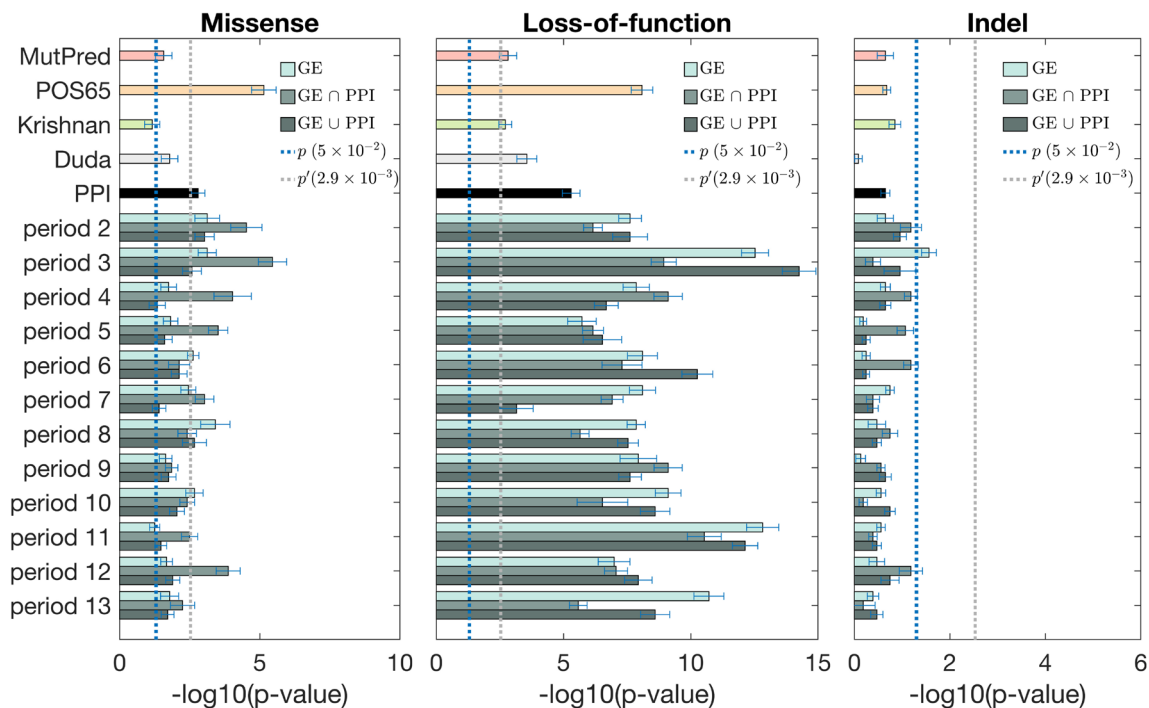 Missense
Loss-of-function
Indel
MutPred
POS65
Krishnan
Duda
PPI
period 2
period 3
period 4
period 5
period 6
period 7
period 8
period 9
period 10
period 11
period 12
period 13
GE
GE ∩ PPI
GE ∪ PPI
p (5 × 10⁻²)
p′(2.9 × 10⁻³)
GE
GE ∩ PPI
GE ∪ PPI
p (5 × 10⁻²)
p′(2.9 × 10⁻³)
GE
GE ∩ PPI
GE ∪ PPI
p (5 × 10⁻²)
p′(2.9 × 10⁻³)
0 5 10
0 5 10 15
0 2 4 6
-log10(p-value)
-log10(p-value)
-log10(p-value)